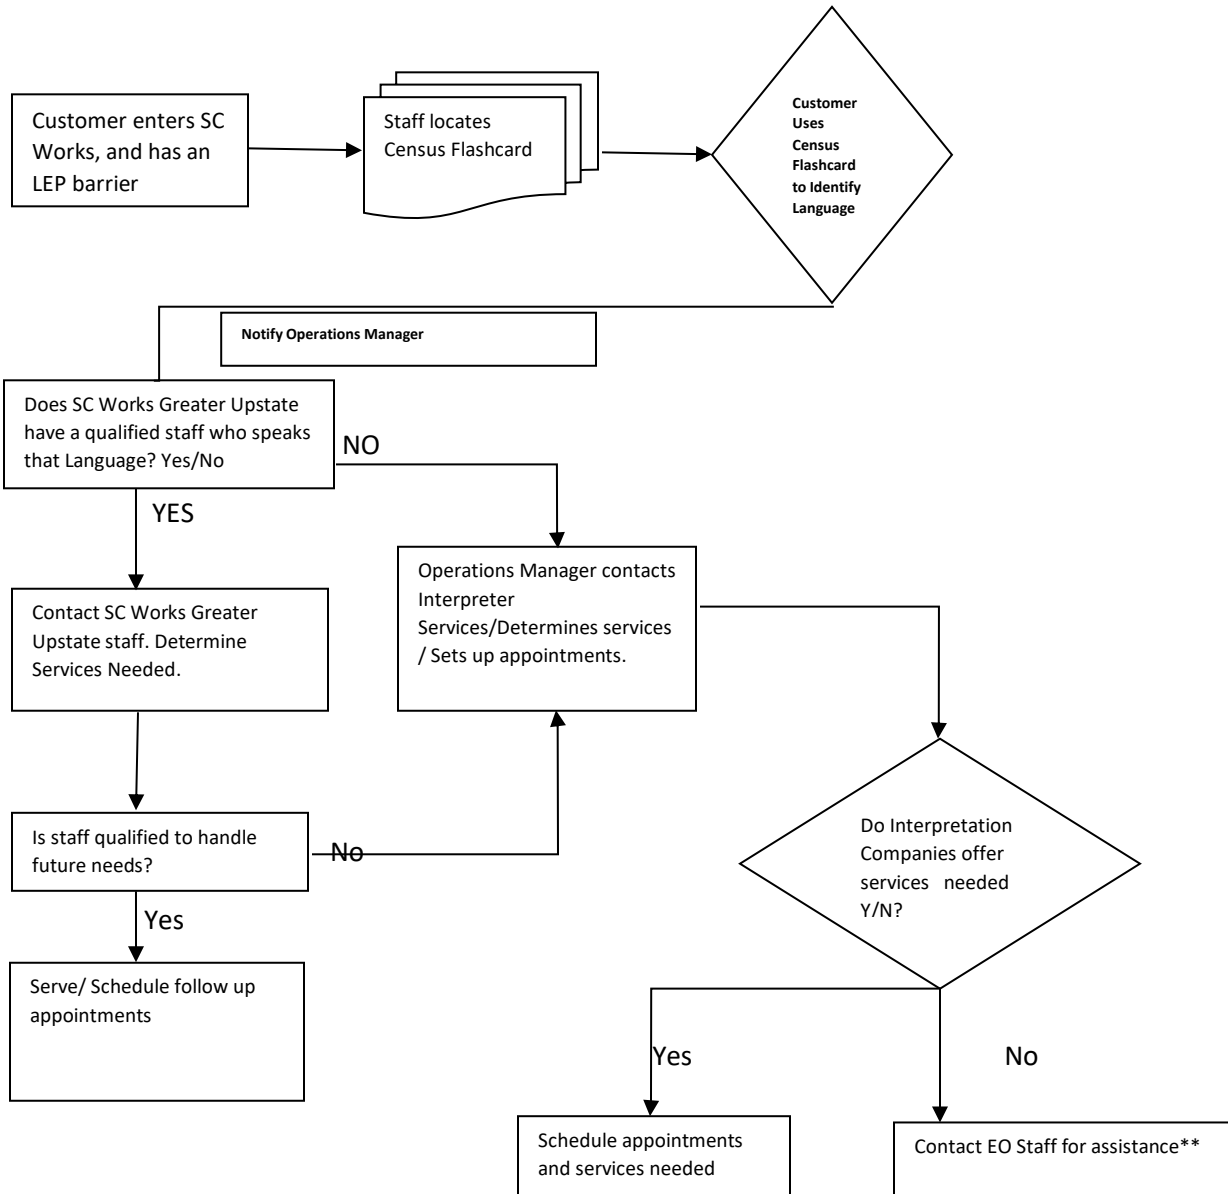 Customer enters SC
Works, and has an
LEP barrier
Staff locates
Census Flashcard
Customer
Uses
Census
Flashcard
to Identify
Language
Notify Operations Manager
Does SC Works Greater Upstate
have a qualified staff who speaks
that Language? Yes/No
NO
YES
Contact SC Works Greater
Upstate staff. Determine
Services Needed.
Operations Manager contacts
Interpreter
Services/Determines services
/ Sets up appointments.
Is staff qualified to handle
future needs?
No
Yes
Serve/ Schedule follow up
appointments
Do Interpretation
Companies offer
services needed
Y/N?
Yes
No
Schedule appointments
and services needed
Contact EO Staff for assistance**